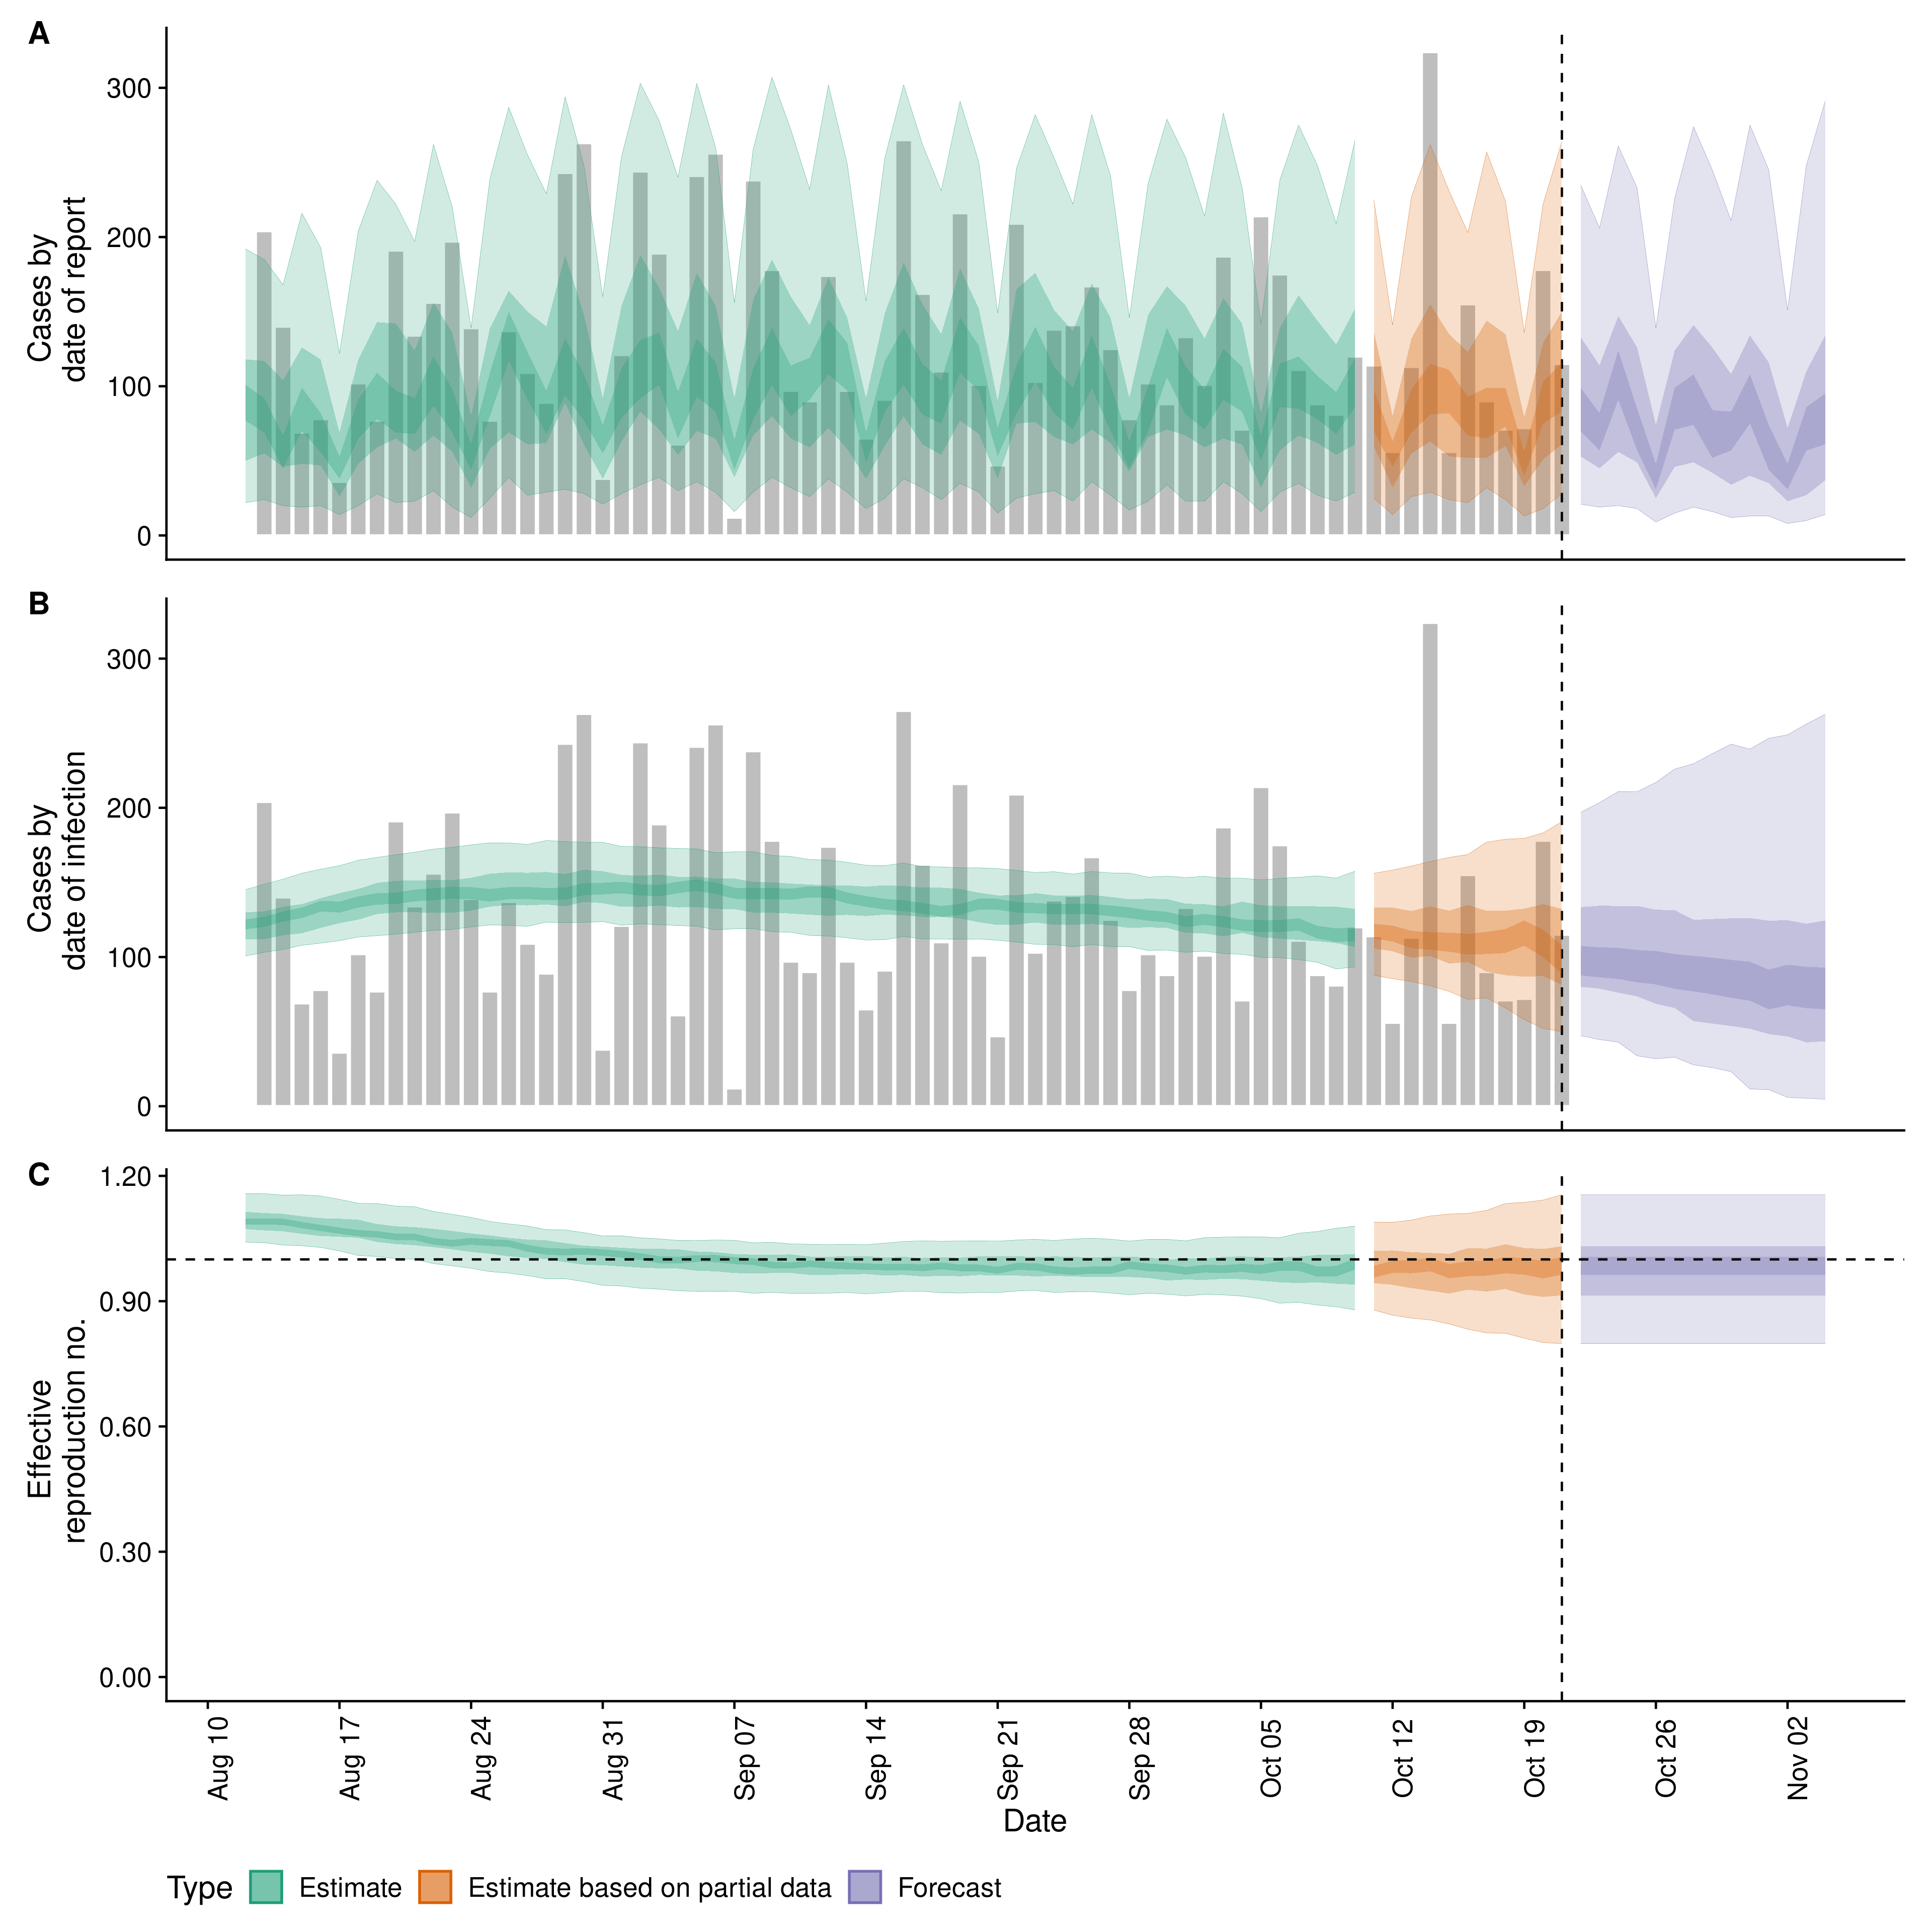 A
Cases by
date of report
300
200
100
0
B
Cases by
date of infection
300
200
100
0
C
Effective
reproduction no.
1.20
0.90
0.60
0.30
0.00
Aug 10
Aug 17
Aug 24
Aug 31
Sep 07
Sep 14
Sep 21
Sep 28
Oct 05
Oct 12
Oct 19
Oct 26
Nov 02
Date
Type Estimate Estimate based on partial data Forecast